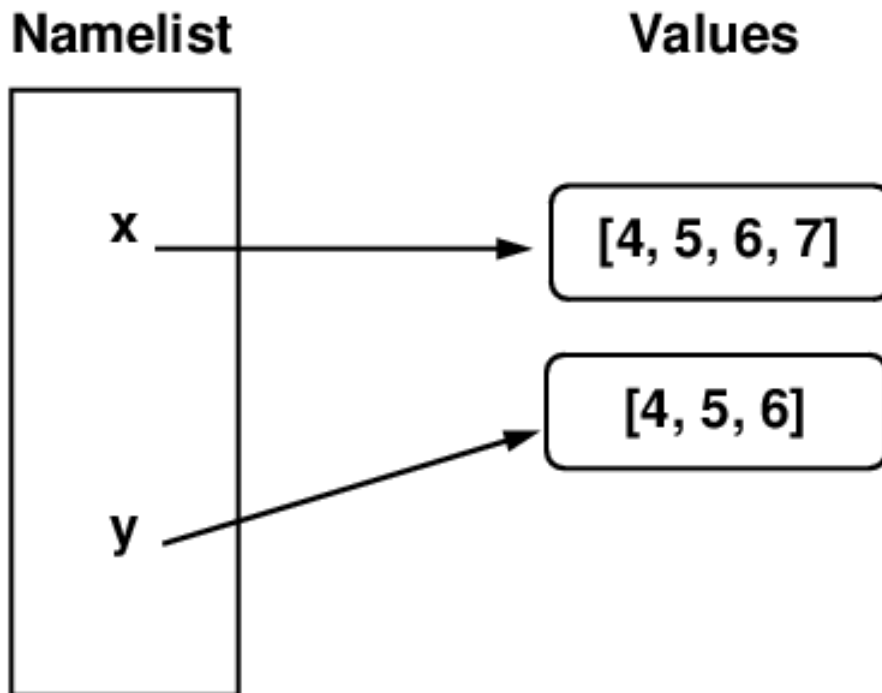 Namelist Values
x [4, 5, 6, 7]
[4, 5, 6]
y